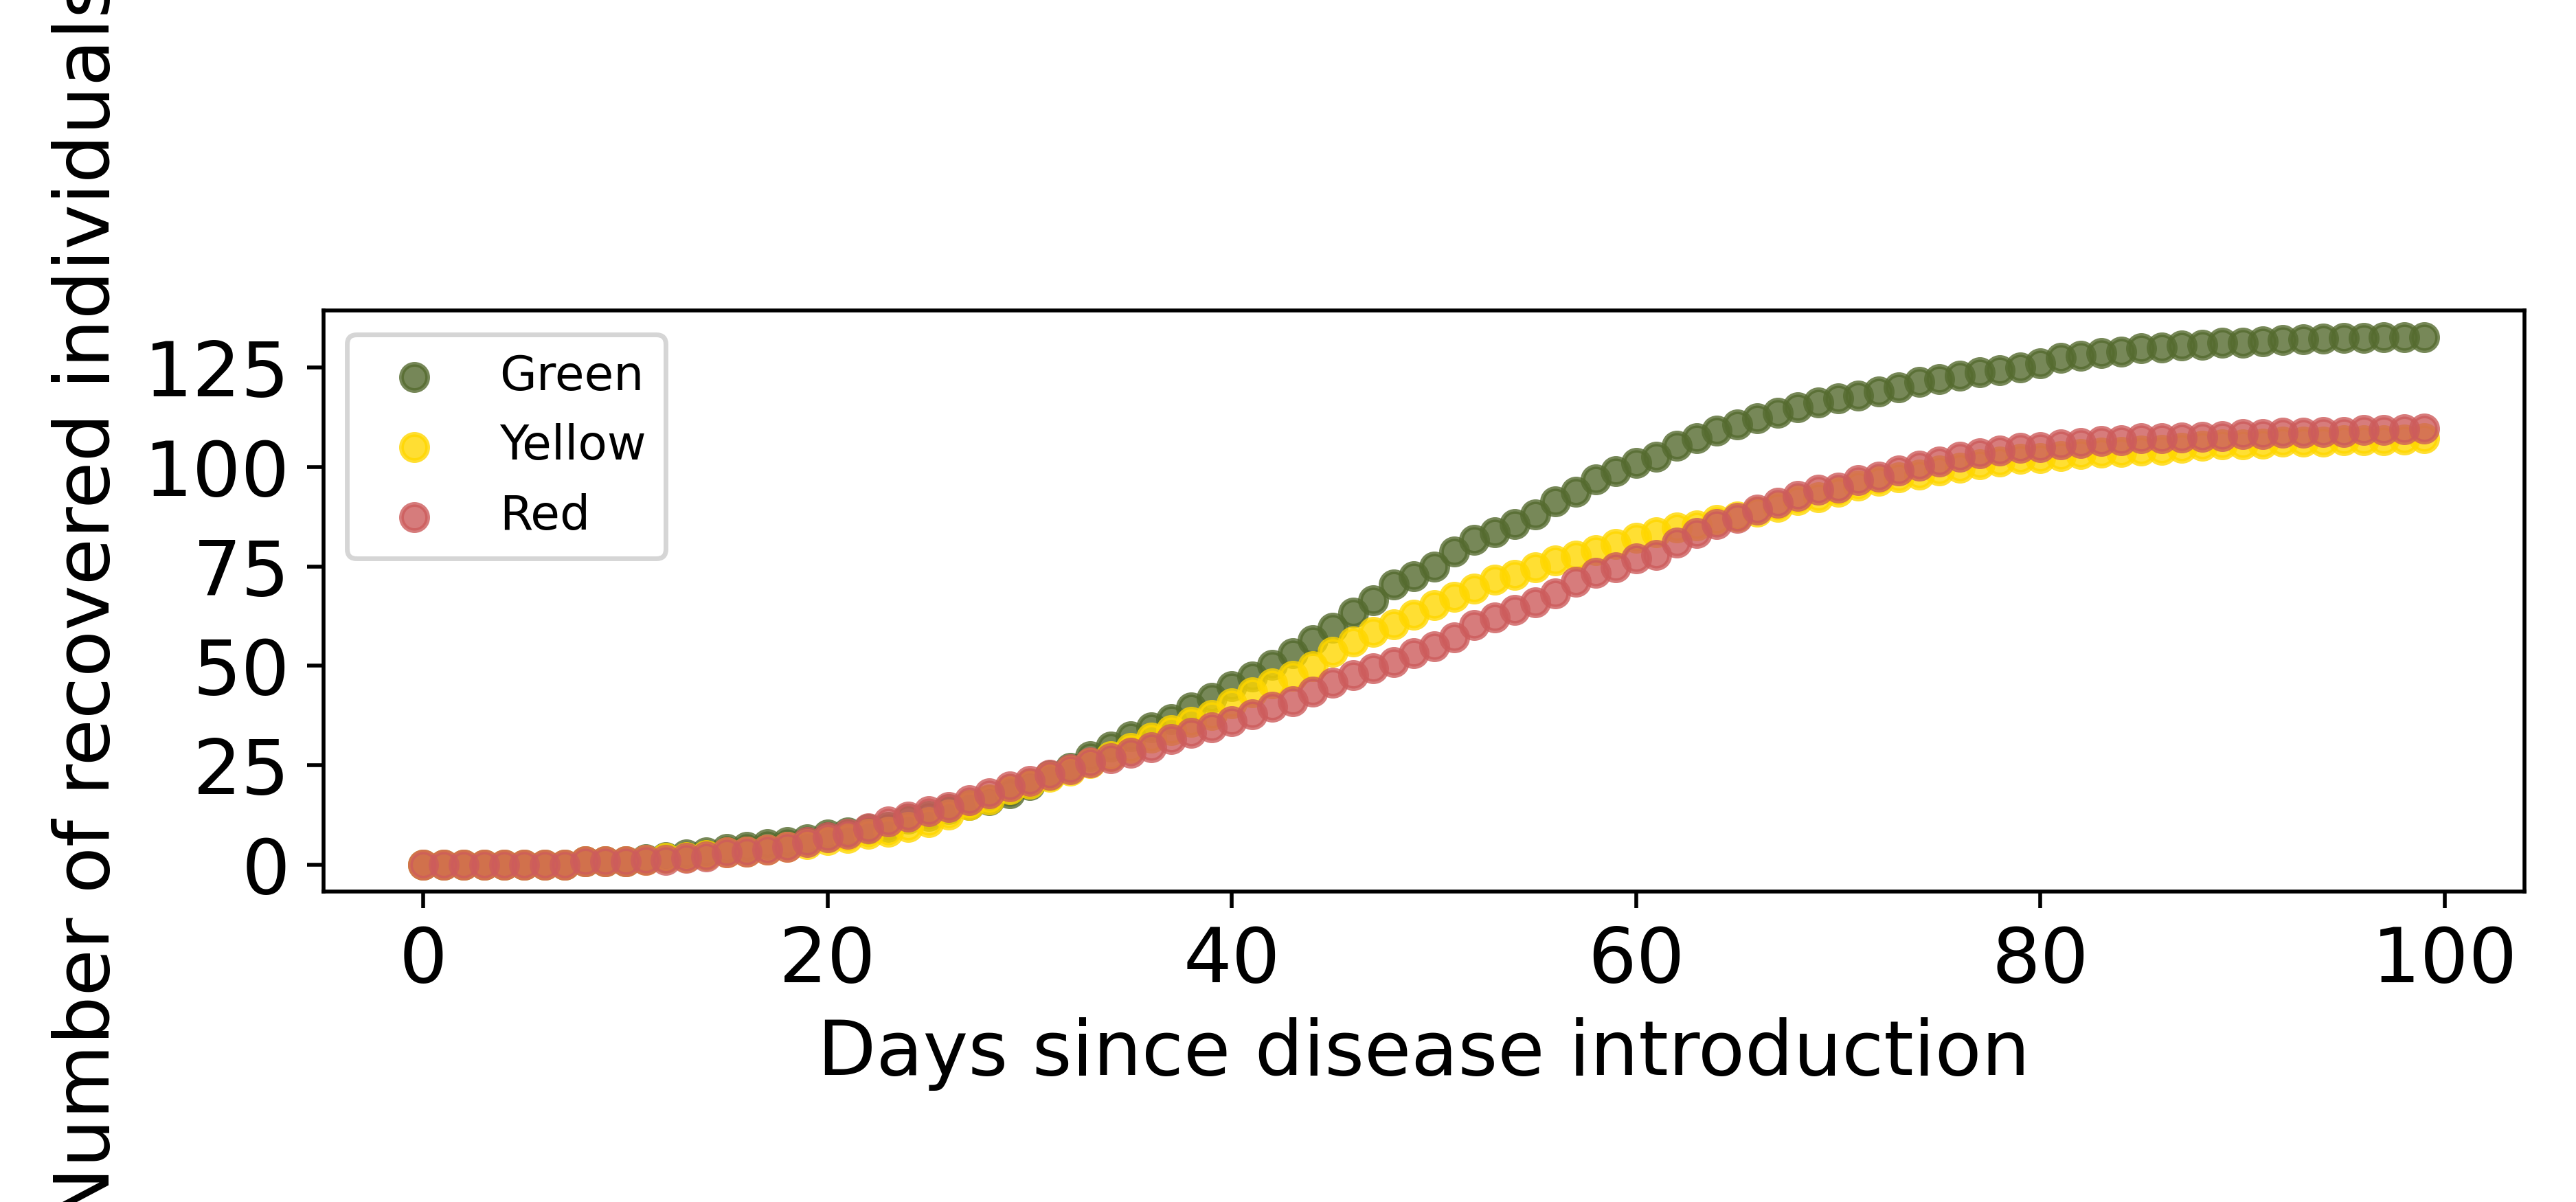 Number of recovered individuals
125
100
75
50
25
0
Green
Yellow
Red
0 20 40 60 80 100
Days since disease introduction